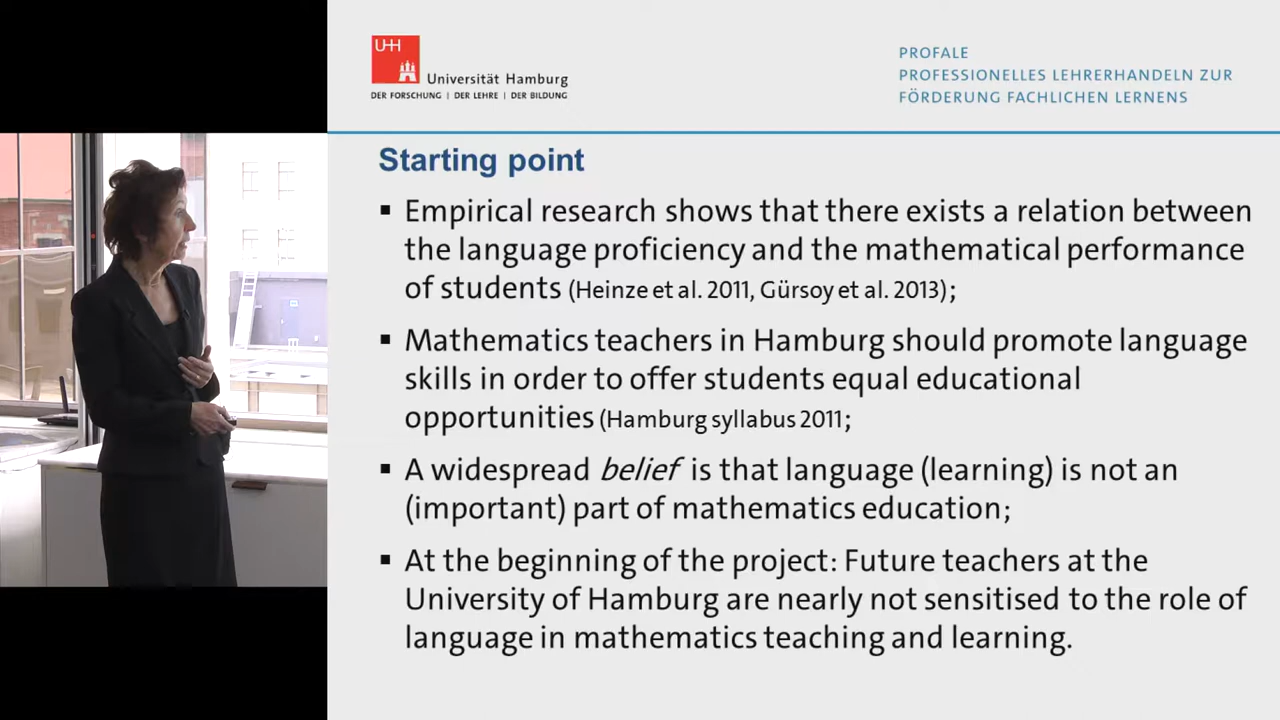 UHH
Universität Hamburg
DER FORSCHUNG | DER LEHRE | DER BILDUNG
PROFALE
PROFESSIONELLES LEHRERHANDELN ZUR
FÖRDERUNG FACHLICHEN LERNENS
Starting point
▪ Empirical research shows that there exists a relation between
the language proficiency and the mathematical performance
of students (Heinze et al. 2011, Gürsoy et al. 2013);
▪ Mathematics teachers in Hamburg should promote language
skills in order to offer students equal educational
opportunities (Hamburg syllabus 2011;
▪ A widespread belief is that language (learning) is not an
(important) part of mathematics education;
▪ At the beginning of the project: Future teachers at the
University of Hamburg are nearly not sensitised to the role of
language in mathematics teaching and learning.